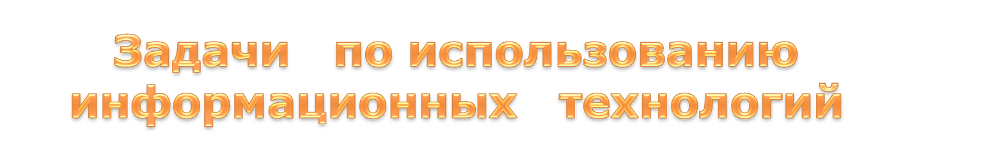 Задачи по использованию
информационных технологий